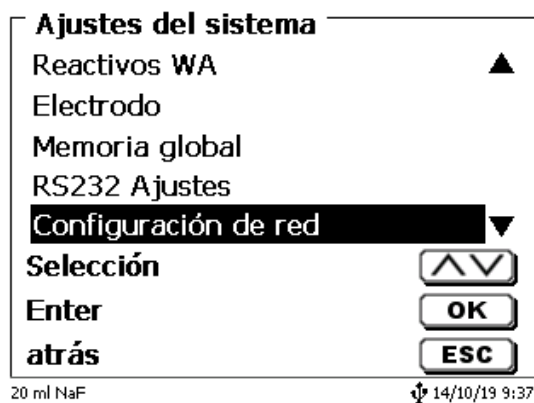 Ajustes del sistema
Reactivos WA
Electrodo
Memoria global
RS232 Ajustes
Configuración de red
Selección
Enter OK
atrás ESC
20 ml NaF 14/10/19 9:37